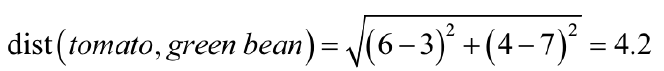 dist(tomato, green bean) = √((6 − 3)² + (4 − 7)²) = 4.2